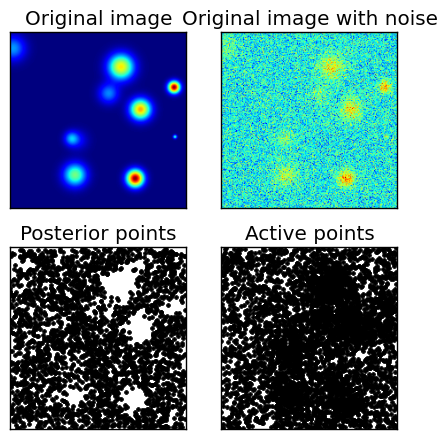 Original image
Original image with noise
Posterior points
Active points